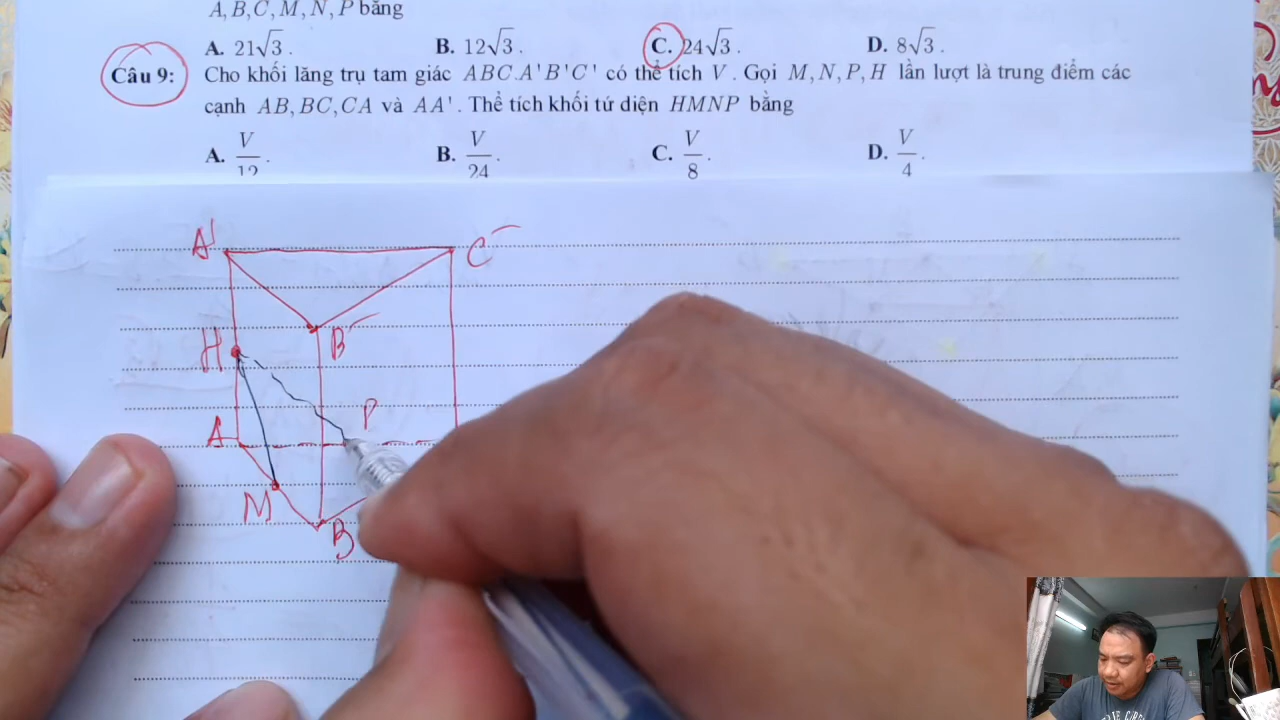 A, B, C, M, N, P bằng
A. 21√3 . B. 12√3 . C. 24√3 . D. 8√3 .
Câu 9: Cho khối lăng trụ tam giác ABC.A'B'C' có thể tích V . Gọi M, N, P, H lần lượt là trung điểm các
cạnh AB, BC, CA và AA' . Thể tích khối tứ diện HMNP bằng
A. V/12 . B. V/24 . C. V/8 . D. V/4 .
A' C'
H B'
P
A
M
B